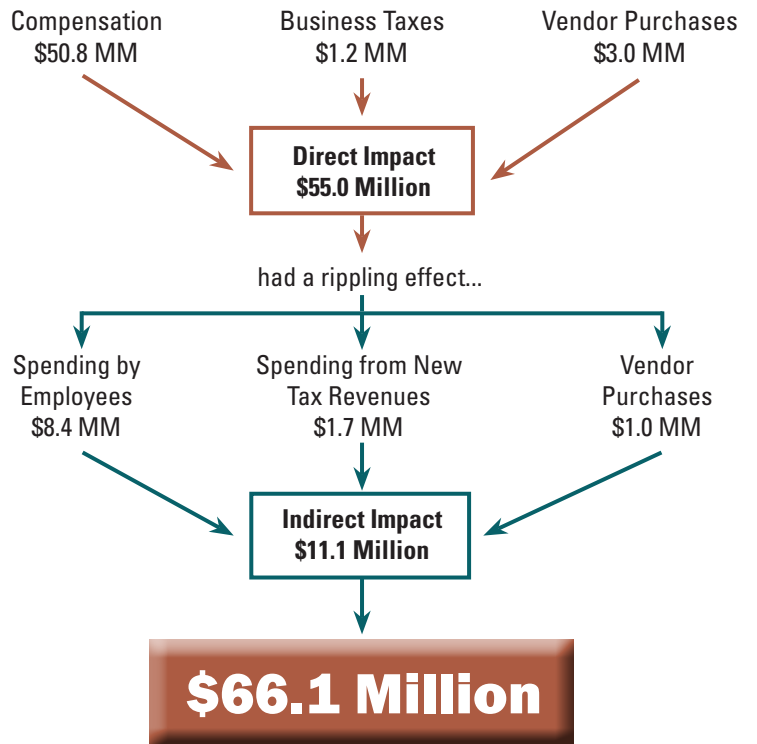 Compensation
$50.8 MM
Business Taxes
$1.2 MM
Vendor Purchases
$3.0 MM
Direct Impact
$55.0 Million
had a rippling effect...
Spending by
Employees
$8.4 MM
Spending from New
Tax Revenues
$1.7 MM
Vendor
Purchases
$1.0 MM
Indirect Impact
$11.1 Million
$66.1 Million